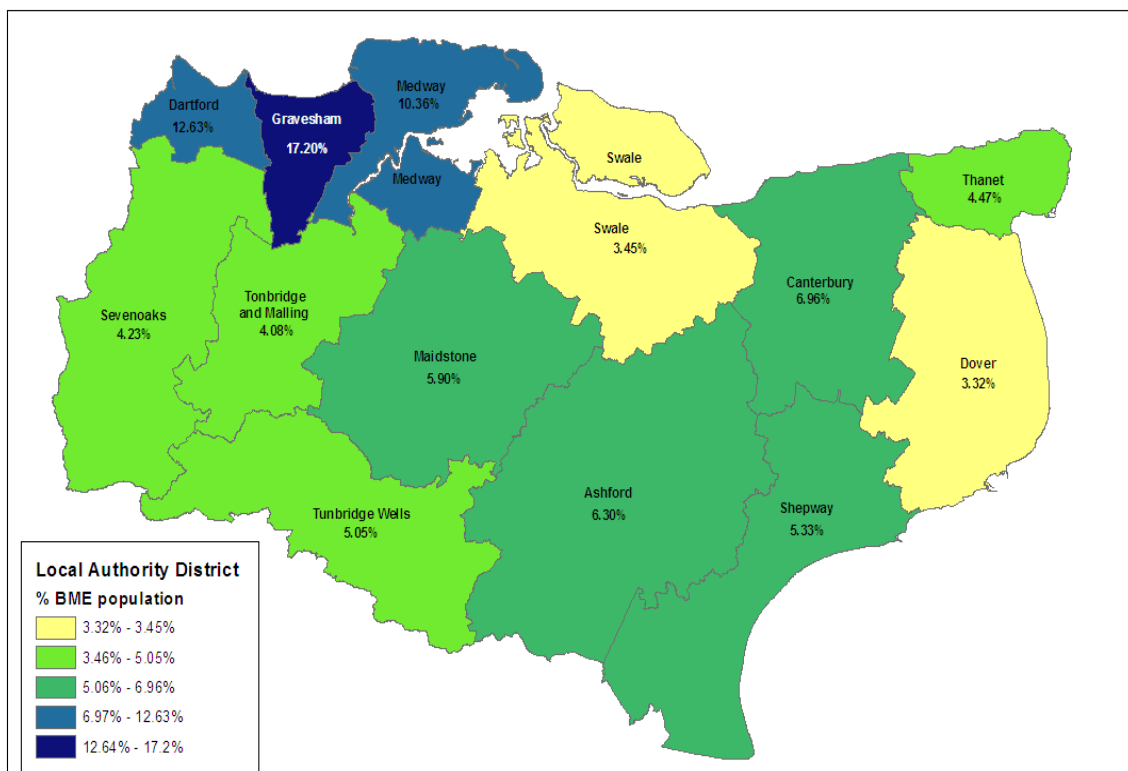 Medway
10.36%
Dartford
12.63%
Gravesham
17.20%
Swale
Medway
Thanet
4.47%
Swale
3.45%
Canterbury
6.96%
Sevenoaks
4.23%
Tonbridge
and Malling
4.08%
Maidstone
5.90%
Dover
3.32%
Ashford
6.30%
Shepway
5.33%
Tunbridge Wells
5.05%
Local Authority District
% BME population
3.32% - 3.45%
3.46% - 5.05%
5.06% - 6.96%
6.97% - 12.63%
12.64% - 17.2%